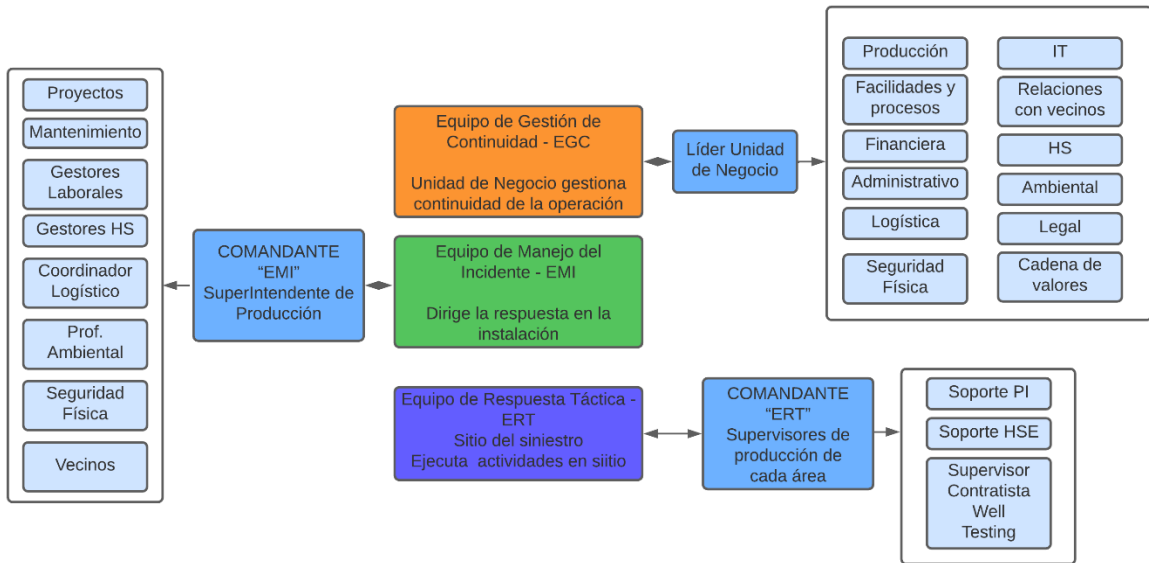 Proyectos
Mantenimiento
Gestores
Laborales
Gestores HS
Coordinador
Logístico
Prof.
Ambiental
Seguridad
Física
Vecinos
COMANDANTE
“EMI”
SuperIntendente de
Producción
Equipo de Gestión de
Continuidad - EGC
Unidad de Negocio gestiona
continuidad de la operación
Líder Unidad
de Negocio
Producción
Facilidades y
procesos
Financiera
Administrativo
Logística
Seguridad
Física
IT
Relaciones
con vecinos
HS
Ambiental
Legal
Cadena de
valores
Equipo de Manejo del
Incidente - EMI
Dirige la respuesta en la
instalación
Equipo de Respuesta Táctica -
ERT
Sitio del siniestro
Ejecuta actividades en siitio
COMANDANTE
“ERT”
Supervisores de
producción de
cada área
Soporte PI
Soporte HSE
Supervisor
Contratista
Well
Testing